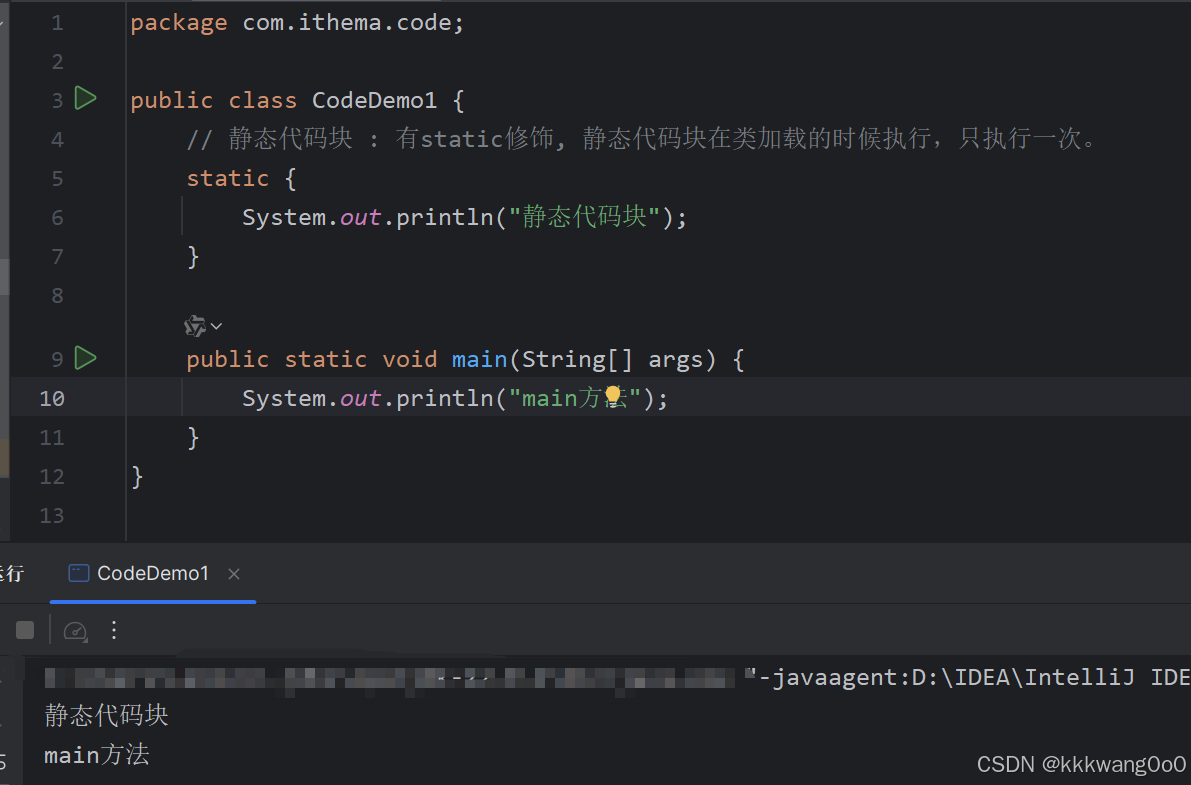 1 package com.ithema.code;
2
3 public class CodeDemo1 {
4 // 静态代码块 : 有static修饰, 静态代码块在类加载的时候执行，只执行一次。
5 static {
6 System.out.println("静态代码块");
7 }
8
9 public static void main(String[] args) {
10 System.out.println("main方法");
11 }
12 }
13
行 CodeDemo1 ×
"-javaagent:D:\IDEA\IntelliJ IDE
静态代码块
main方法
CSDN @kkkwang0o0